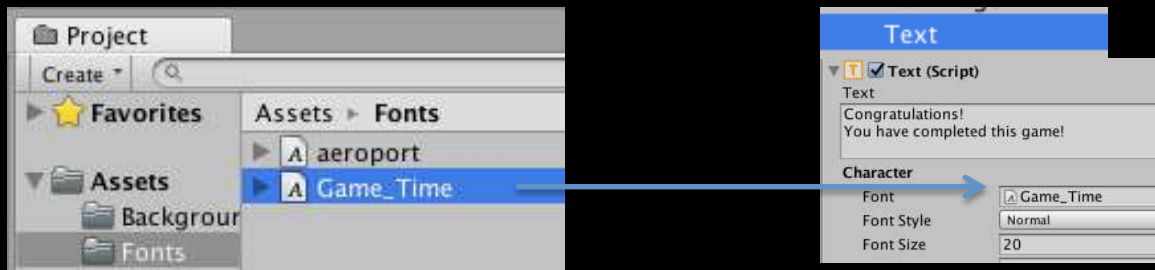 Project
Create
Favorites
Assets
Backgrour
Fonts
Assets Fonts
aeroport
Game_Time
Text
Text (Script)
Text
Congratulations!
You have completed this game!
Character
Font Game_Time
Font Style Normal
Font Size 20